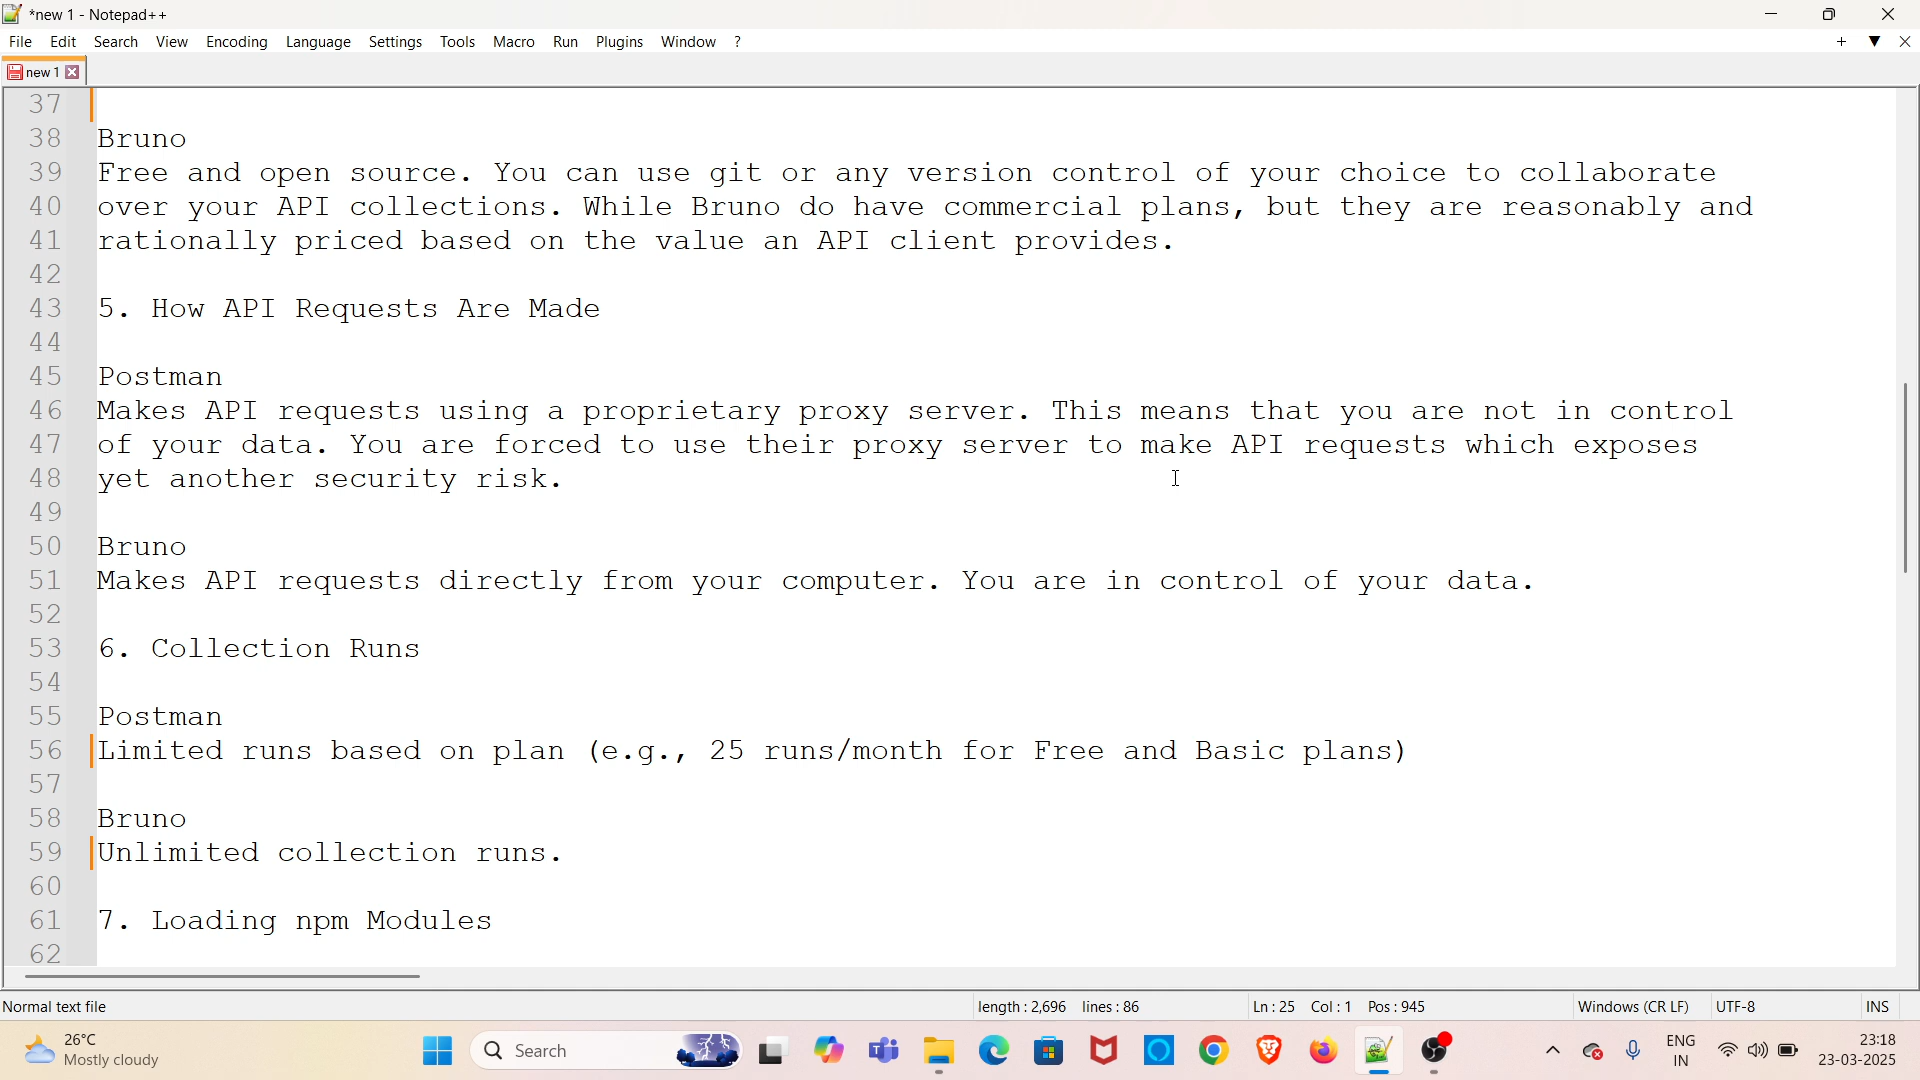 *new 1 - Notepad++
File Edit Search View Encoding Language Settings Tools Macro Run Plugins Window ?
new 1
37
38 Bruno
39 Free and open source. You can use git or any version control of your choice to collaborate
40 over your API collections. While Bruno do have commercial plans, but they are reasonably and
41 rationally priced based on the value an API client provides.
42
43 5. How API Requests Are Made
44
45 Postman
46 Makes API requests using a proprietary proxy server. This means that you are not in control
47 of your data. You are forced to use their proxy server to make API requests which exposes
48 yet another security risk.
49
50 Bruno
51 Makes API requests directly from your computer. You are in control of your data.
52
53 6. Collection Runs
54
55 Postman
56 Limited runs based on plan (e.g., 25 runs/month for Free and Basic plans)
57
58 Bruno
59 Unlimited collection runs.
60
61 7. Loading npm Modules
62
Normal text file length : 2,696 lines : 86 Ln : 25 Col : 1 Pos : 945 Windows (CR LF) UTF-8 INS
26°C
Mostly cloudy
Search
ENG
IN
23:18
23-03-2025